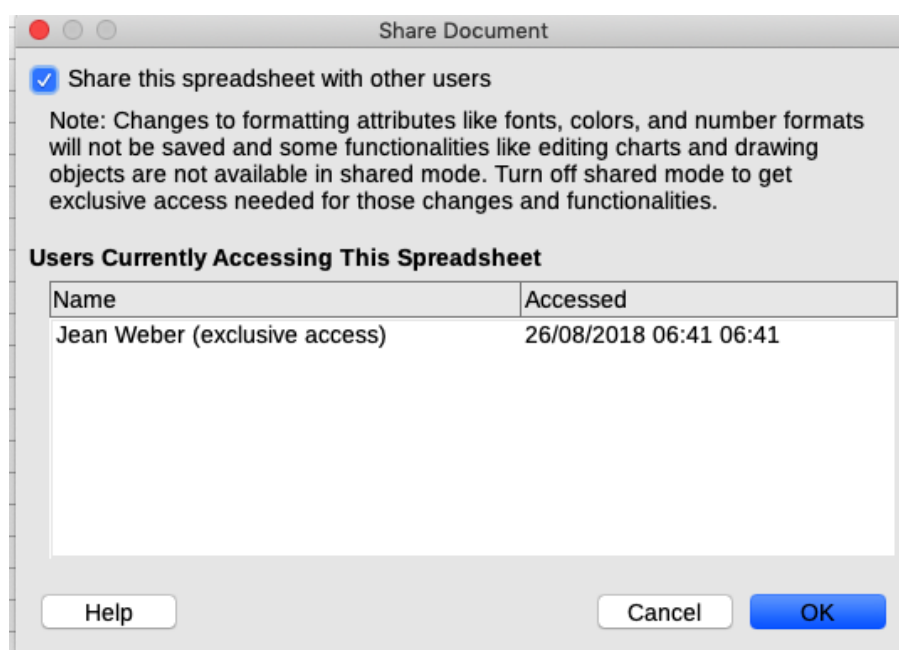 Share Document
Share this spreadsheet with other users
Note: Changes to formatting attributes like fonts, colors, and number formats
will not be saved and some functionalities like editing charts and drawing
objects are not available in shared mode. Turn off shared mode to get
exclusive access needed for those changes and functionalities.
Users Currently Accessing This Spreadsheet
Name Accessed
Jean Weber (exclusive access) 26/08/2018 06:41 06:41
Help Cancel OK